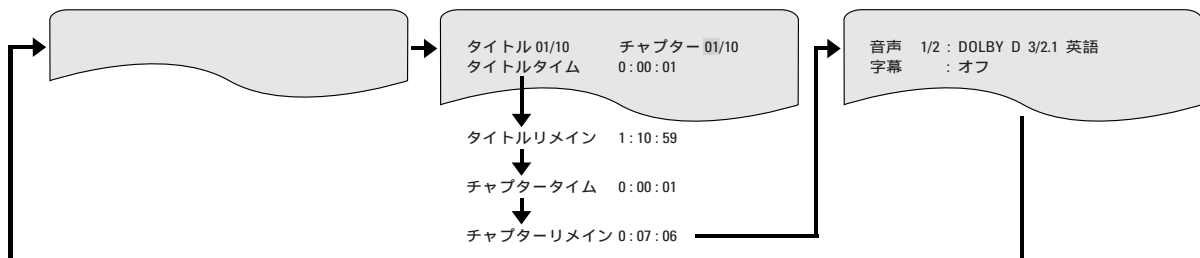 タイトル 01/10 チャプター 01/10
タイトルタイム 0:00:01
タイトルリメイン 1:10:59
チャプタータイム 0:00:01
チャプターリメイン 0:07:06
音声 1/2 : DOLBY D 3/2.1 英語
字幕 : オフ